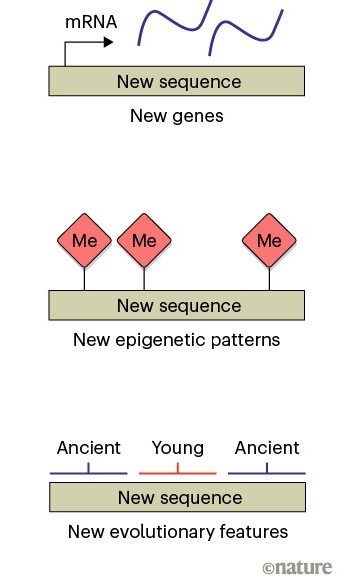 mRNA
New sequence
New genes
Me Me Me
New sequence
New epigenetic patterns
Ancient Young Ancient
New sequence
New evolutionary features
©nature